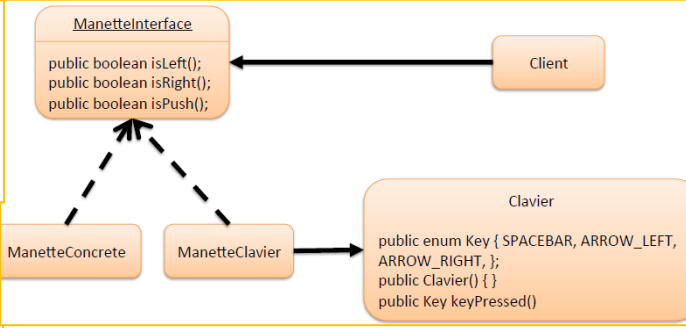 ManetteInterface
public boolean isLeft();
public boolean isRight();
public boolean isPush();
Client
ManetteConcrete
ManetteClavier
Clavier
public enum Key { SPACEBAR, ARROW_LEFT,
ARROW_RIGHT, };
public Clavier() { }
public Key keyPressed()